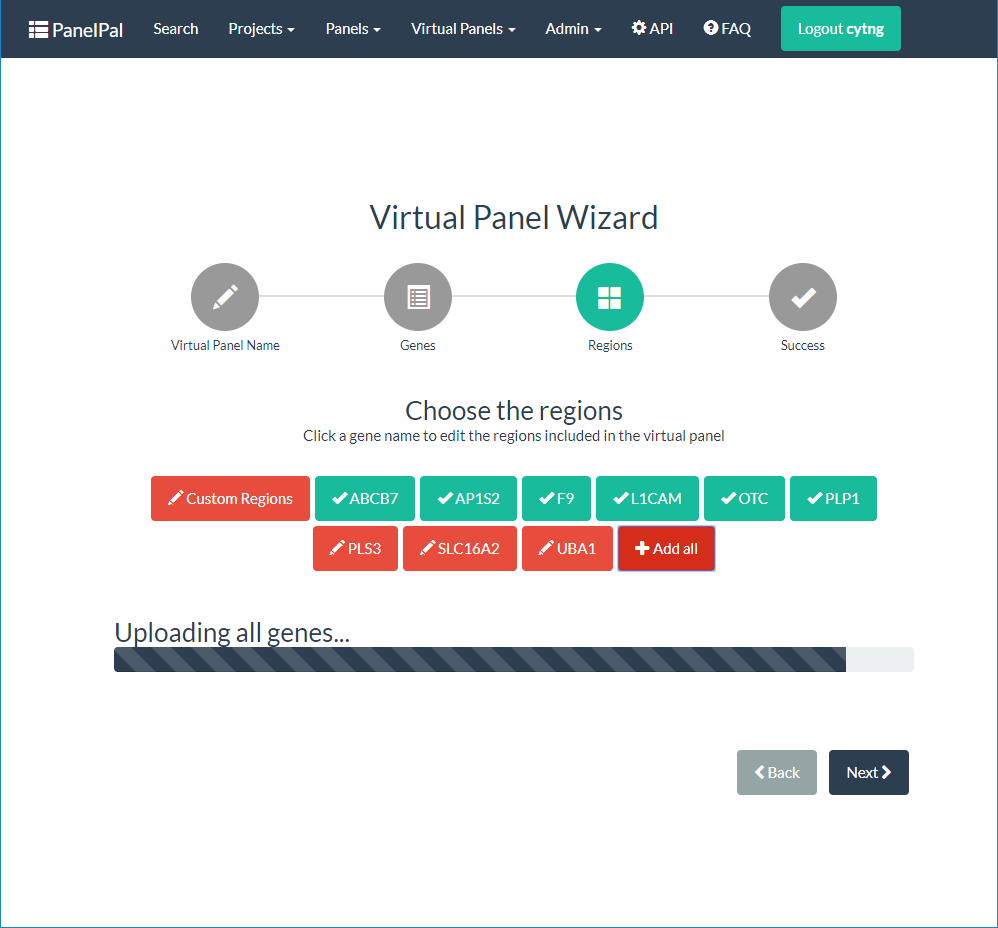 PanelPal Search Projects Panels Virtual Panels Admin API FAQ Logout cytng
Virtual Panel Wizard
Virtual Panel Name Genes Regions Success
Choose the regions
Click a gene name to edit the regions included in the virtual panel
Custom Regions ABCB7 AP1S2 F9 L1CAM OTC PLP1
PLS3 SLC16A2 UBA1 Add all
Uploading all genes...
Back Next